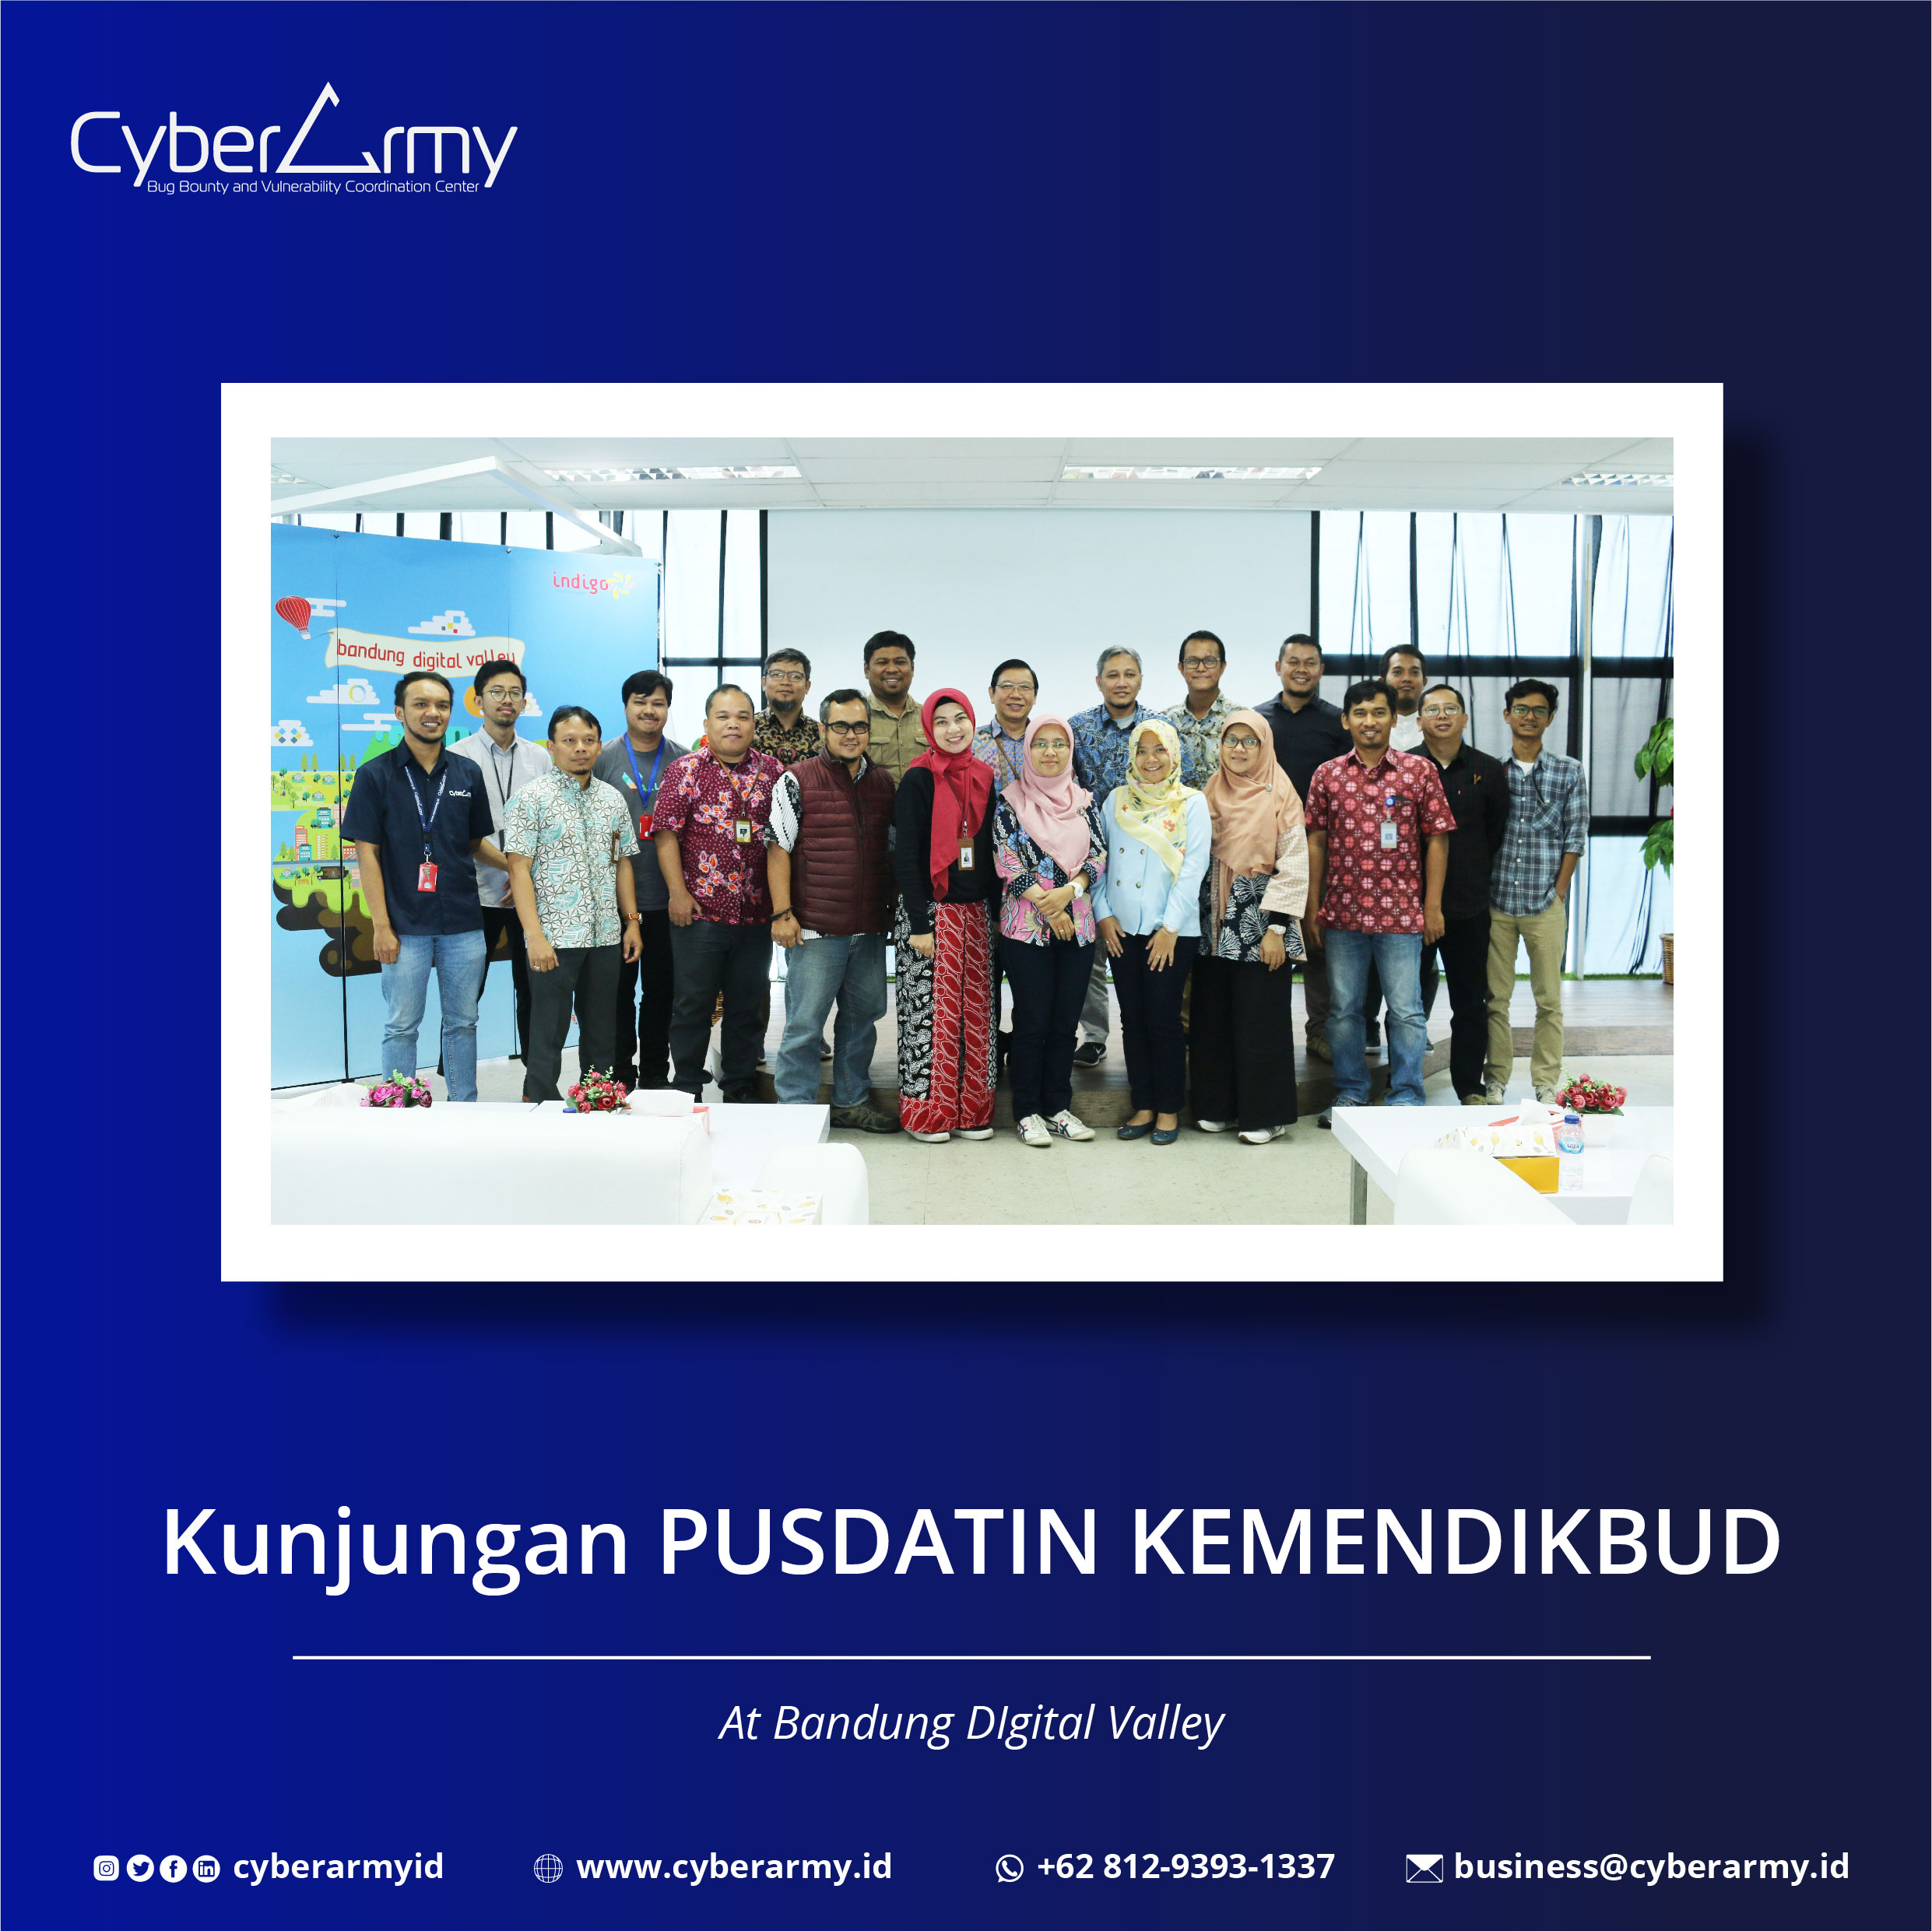 CyberArmy
Bug Bounty and Vulnerability Coordination Center
indigo
bandung digital valley
CyberArmy
Kunjungan PUSDATIN KEMENDIKBUD
At Bandung DIgital Valley
cyberarmyid
www.cyberarmy.id
+62 812-9393-1337
business@cyberarmy.id